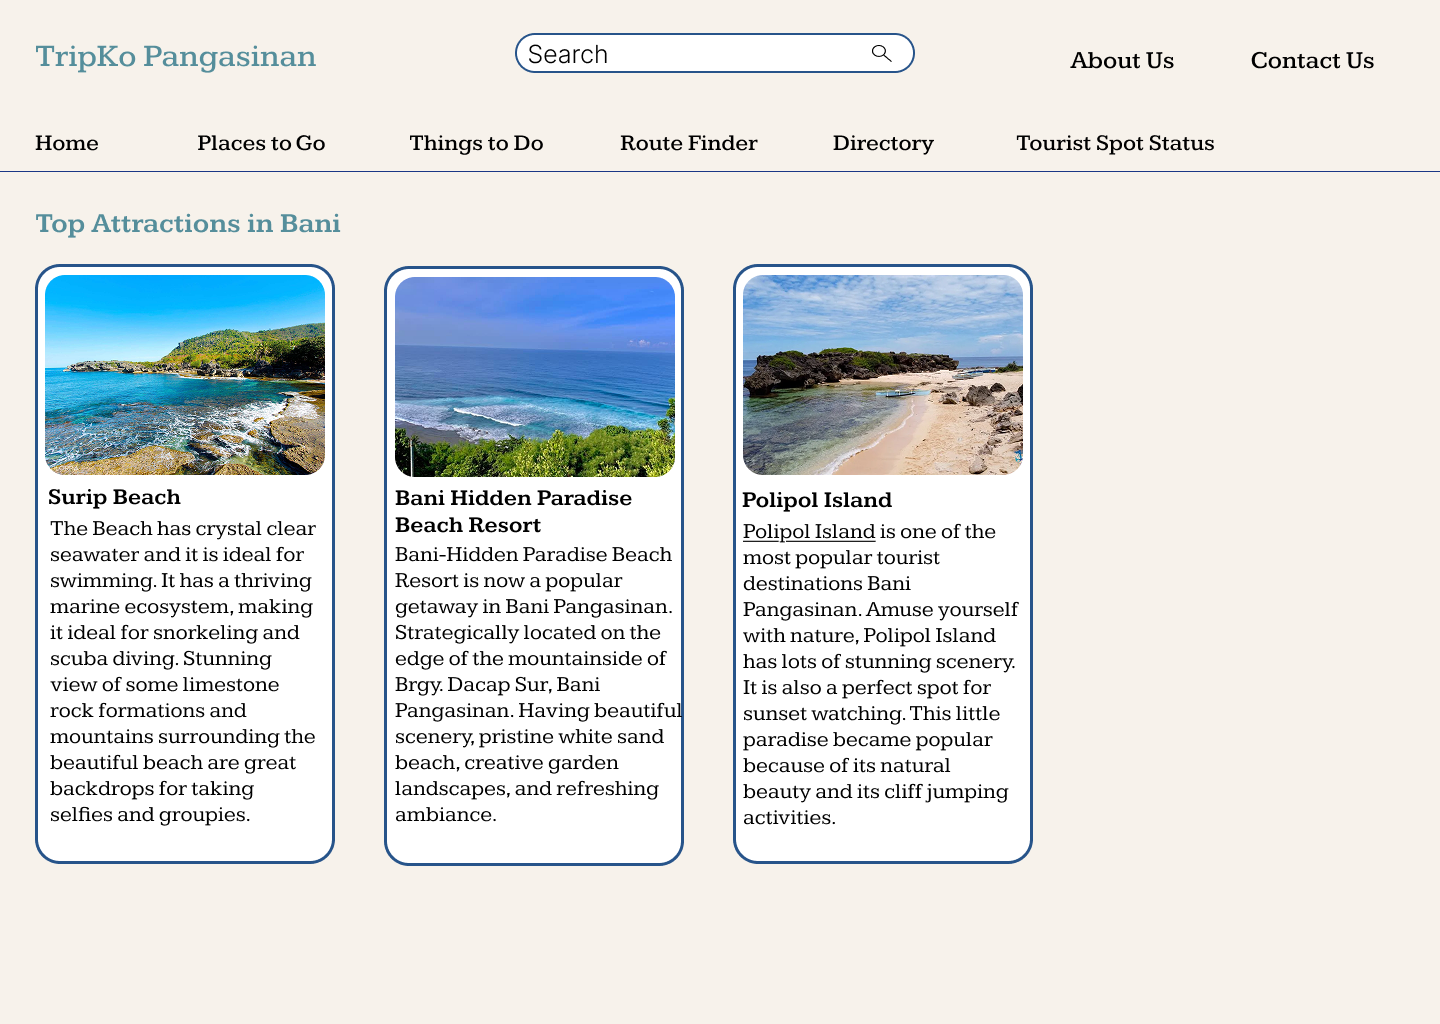 TripKo Pangasinan
Search
About Us
Contact Us
Home
Places to Go
Things to Do
Route Finder
Directory
Tourist Spot Status
Top Attractions in Bani
Surip Beach
The Beach has crystal clear
seawater and it is ideal for
swimming. It has a thriving
marine ecosystem, making
it ideal for snorkeling and
scuba diving. Stunning
view of some limestone
rock formations and
mountains surrounding the
beautiful beach are great
backdrops for taking
selfies and groupies.
Bani Hidden Paradise
Beach Resort
Bani-Hidden Paradise Beach
Resort is now a popular
getaway in Bani Pangasinan.
Strategically located on the
edge of the mountainside of
Brgy. Dacap Sur, Bani
Pangasinan. Having beautiful
scenery, pristine white sand
beach, creative garden
landscapes, and refreshing
ambiance.
Polipol Island
Polipol Island is one of the
most popular tourist
destinations Bani
Pangasinan. Amuse yourself
with nature, Polipol Island
has lots of stunning scenery.
It is also a perfect spot for
sunset watching. This little
paradise became popular
because of its natural
beauty and its cliff jumping
activities.